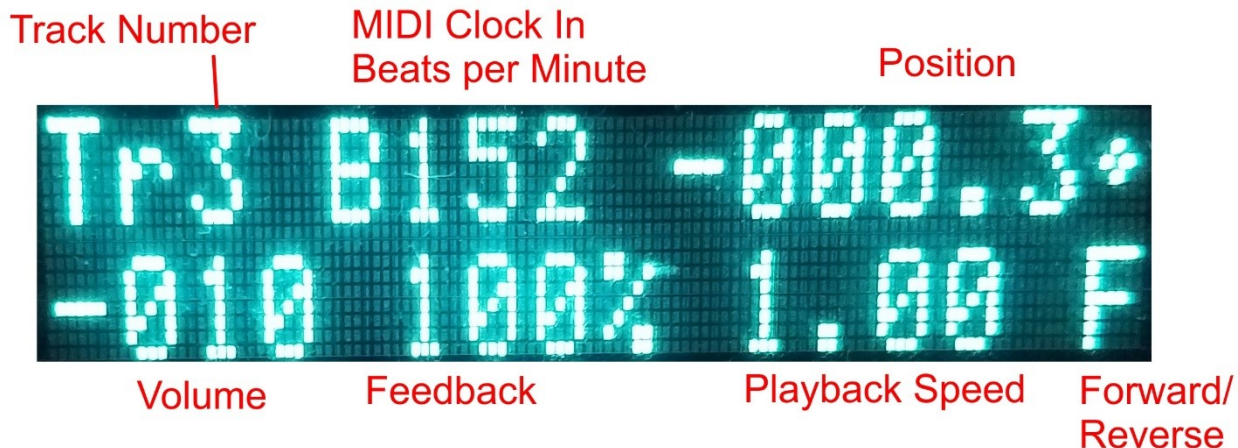 Track Number
MIDI Clock In
Beats per Minute
Position
Tr3 B152 -000.3
-010 100% 1.00 F
Volume
Feedback
Playback Speed
Forward/
Reverse